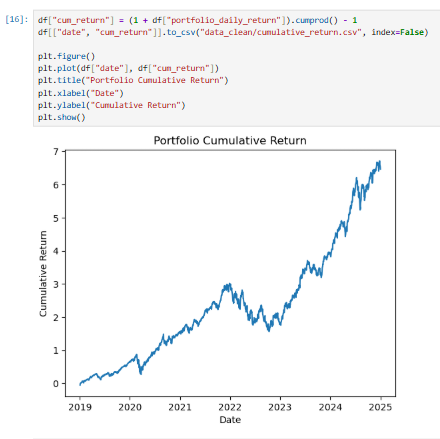 [16]: df["cum_return"] = (1 + df["portfolio_daily_return"]).cumprod() - 1
df[["date", "cum_return"]].to_csv("data_clean/cumulative_return.csv", index=False)
plt.figure()
plt.plot(df["date"], df["cum_return"])
plt.title("Portfolio Cumulative Return")
plt.xlabel("Date")
plt.ylabel("Cumulative Return")
plt.show()
Portfolio Cumulative Return
Cumulative Return
7
6
5
4
3
2
1
0
2019 2020 2021 2022 2023 2024 2025
Date